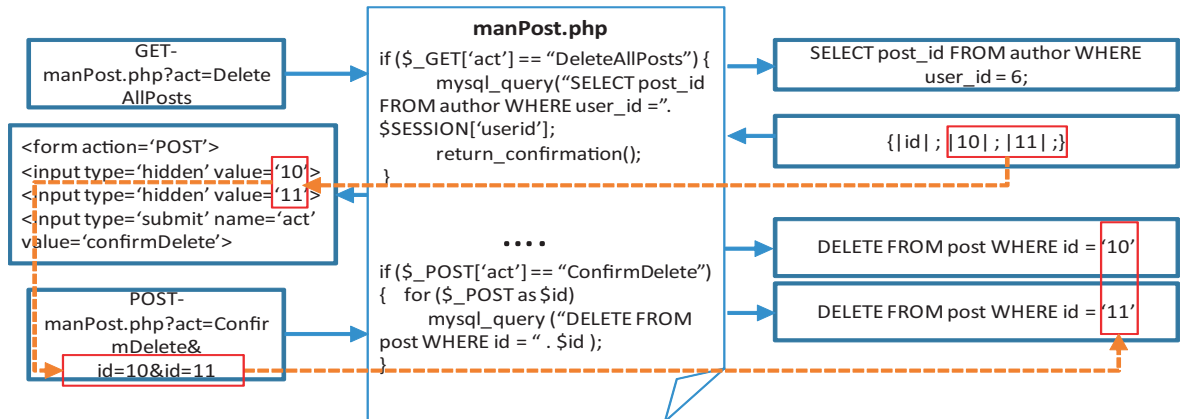 GET-
manPost.php?act=Delete
AllPosts
<form action=‘POST’>
<input type=‘hidden’ value=‘10’>
<input type=‘hidden’ value=‘11’>
<input type=‘submit’ name=‘act’
value=‘confirmDelete’>
POST-
manPost.php?act=Confir
mDelete&
id=10&id=11
manPost.php
if ($_GET[‘act’] == “DeleteAllPosts”) {
mysql_query(“SELECT post_id
FROM author WHERE user_id =”.
$SESSION[‘userid’];
return_confirmation();
}
....
if ($_POST[‘act’] == “ConfirmDelete”)
{ for ($_POST as $id)
mysql_query (“DELETE FROM
post WHERE id = “ . $id );
}
SELECT post_id FROM author WHERE
user_id = 6;
{|id| ; |10| ; |11| ;}
DELETE FROM post WHERE id = ‘10’
DELETE FROM post WHERE id = ‘11’